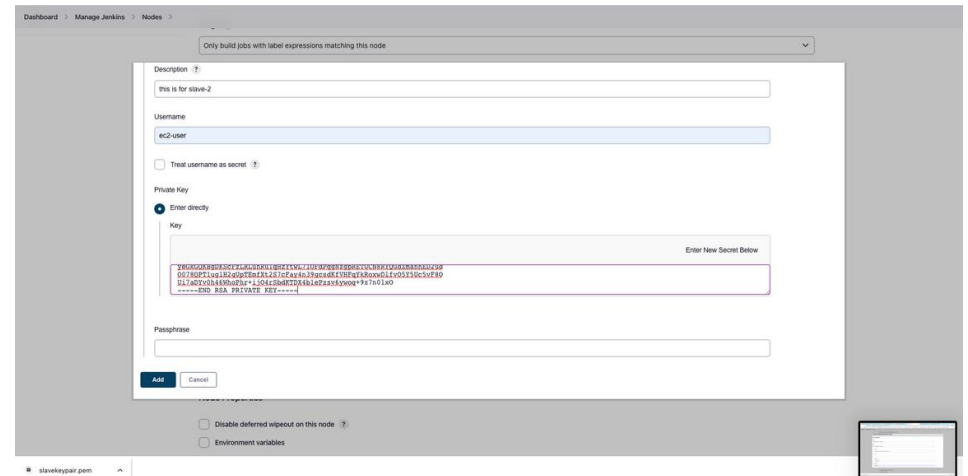 Dashboard > Manage Jenkins > Nodes >
Only build jobs with label expressions matching this node
Description ?
this is for slave-2
Username
ec2-user
Treat username as secret ?
Private Key
Enter directly
Key
Enter New Secret Below
-----END RSA PRIVATE KEY-----
Passphrase
Add Cancel
Disable deferred wipeout on this node ?
Environment variables
slavekeypair.pem